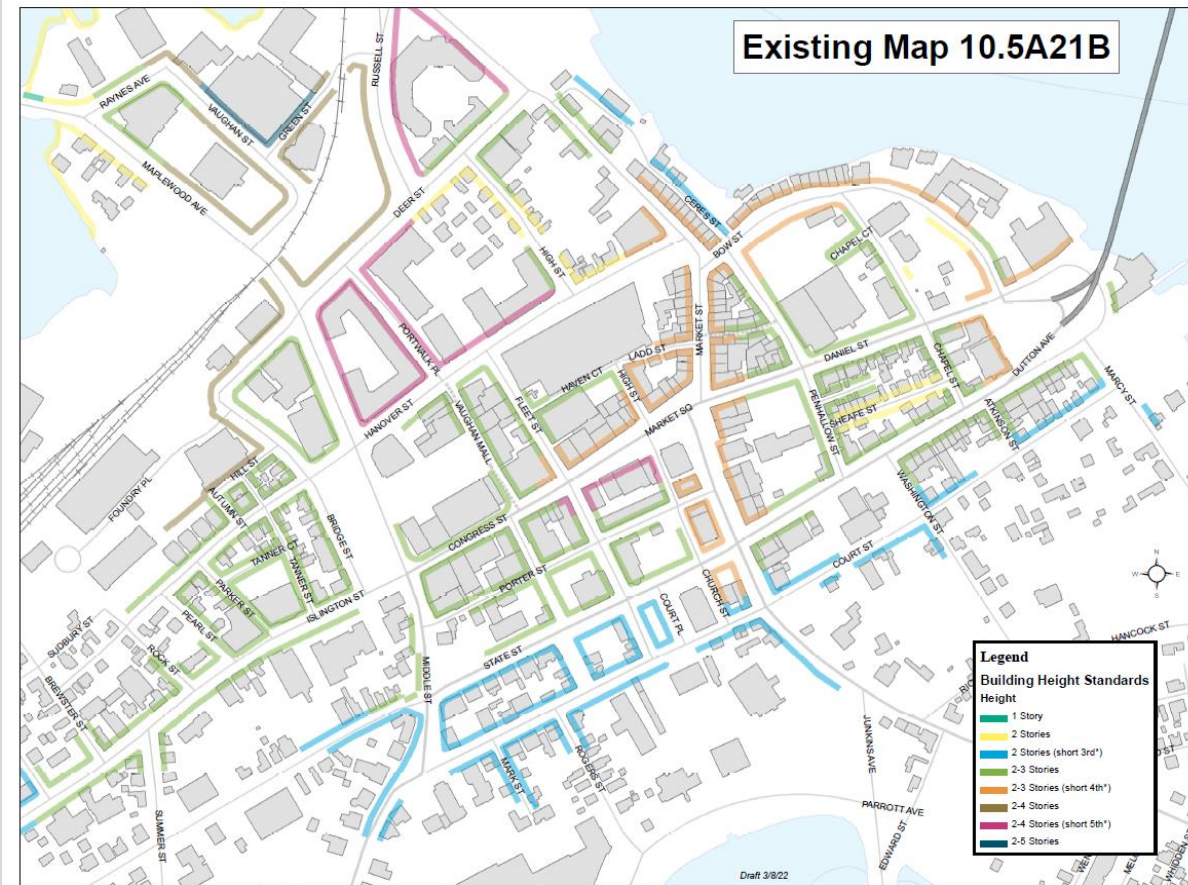 Existing Map 10.5A21B
RUSSELL ST
RAYNES AVE
VAUGHAN ST
GREEN ST
MAPLEWOOD AVE
DEER ST
CERES ST
HIGH ST
BOW ST
CHAPEL CT
PORTWALK PL
MARKET ST
LADD ST
DANIEL ST
HAVEN CT
HIGH ST
CHAPEL ST
DUTTON AVE
HANOVER ST
VAUGHAN MALL
FLEET ST
MARKET SQ
PENHALLOW ST
SHEAFE ST
MARCY ST
ATKINSON ST
HILL ST
AUTUMN ST
FOUNDRY PL
BRIDGE ST
CONGRESS ST
WASHINGTON ST
TANNER CT
TANNER ST
PORTER ST
COURT ST
PARKER ST
ISLINGTON ST
CHURCH ST
PEARL ST
COURT PL
SUDBURY ST
ROCK ST
STATE ST
HANCOCK ST
BREWSTER ST
MIDDLE ST
MARK ST
ROGERS ST
JUNKINS AVE
SUMMER ST
PARROTT AVE
EDWARD ST
WHIDDEN ST
N
W E
S
Legend
Building Height Standards
Height
1 Story
2 Stories
2 Stories (short 3rd*)
2-3 Stories
2-3 Stories (short 4th*)
2-4 Stories
2-4 Stories (short 5th*)
2-5 Stories
Draft 3/8/22